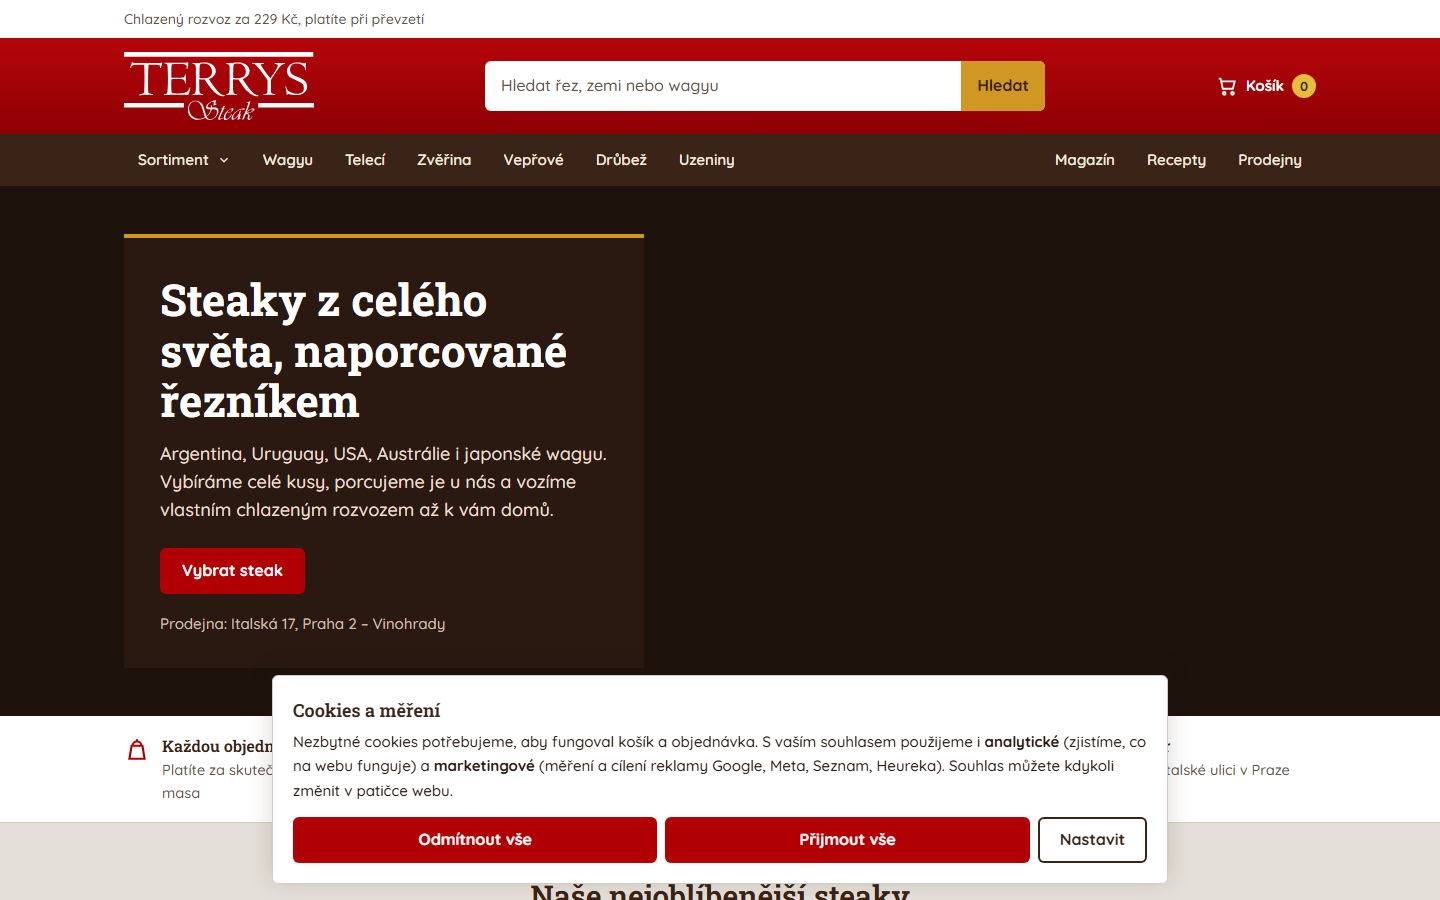 Chlazený rozvoz za 229 Kč, platíte při převzetí
TERRYS
Steak
Hledat řez, zemi nebo wagyu
Hledat
Košík
0
Sortiment
Wagyu
Telecí
Zvěřina
Vepřové
Drůbež
Uzeniny
Magazín
Recepty
Prodejny
Steaky z celého
světa, naporcované
řezníkem
Argentina, Uruguay, USA, Austrálie i japonské wagyu.
Vybíráme celé kusy, porcujeme je u nás a vozíme
vlastním chlazeným rozvozem až k vám domů.
Vybrat steak
Prodejna: Italská 17, Praha 2 – Vinohrady
Každou
Platíte za
masa
ulici v Praze
Cookies a měření
Nezbytné cookies potřebujeme, aby fungoval košík a objednávka. S vaším souhlasem použijeme i analytické (zjistíme, co
na webu funguje) a marketingové (měření a cílení reklamy Google, Meta, Seznam, Heureka). Souhlas můžete kdykoli
změnit v patičce webu.
Odmítnout vše
Přijmout vše
Nastavit
Naše nejoblíbenější steaky